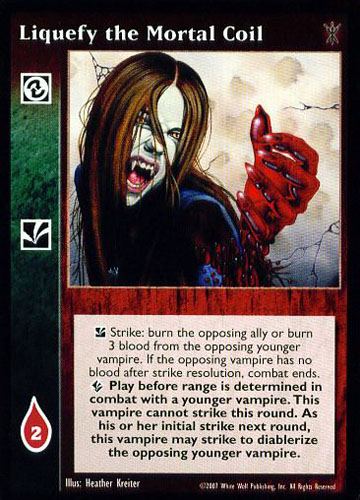 Liquefy the Mortal Coil
Strike: burn the opposing ally or burn
3 blood from the opposing younger
vampire. If the opposing vampire has no
blood after strike resolution, combat ends.
Play before range is determined in
combat with a younger vampire. This
vampire cannot strike this round. As
his or her initial strike next round,
this vampire may strike to diablerize
the opposing younger vampire.
2
Illus: Heather Kreiter
©2007 White Wolf Publishing, Inc. All Rights Reserved